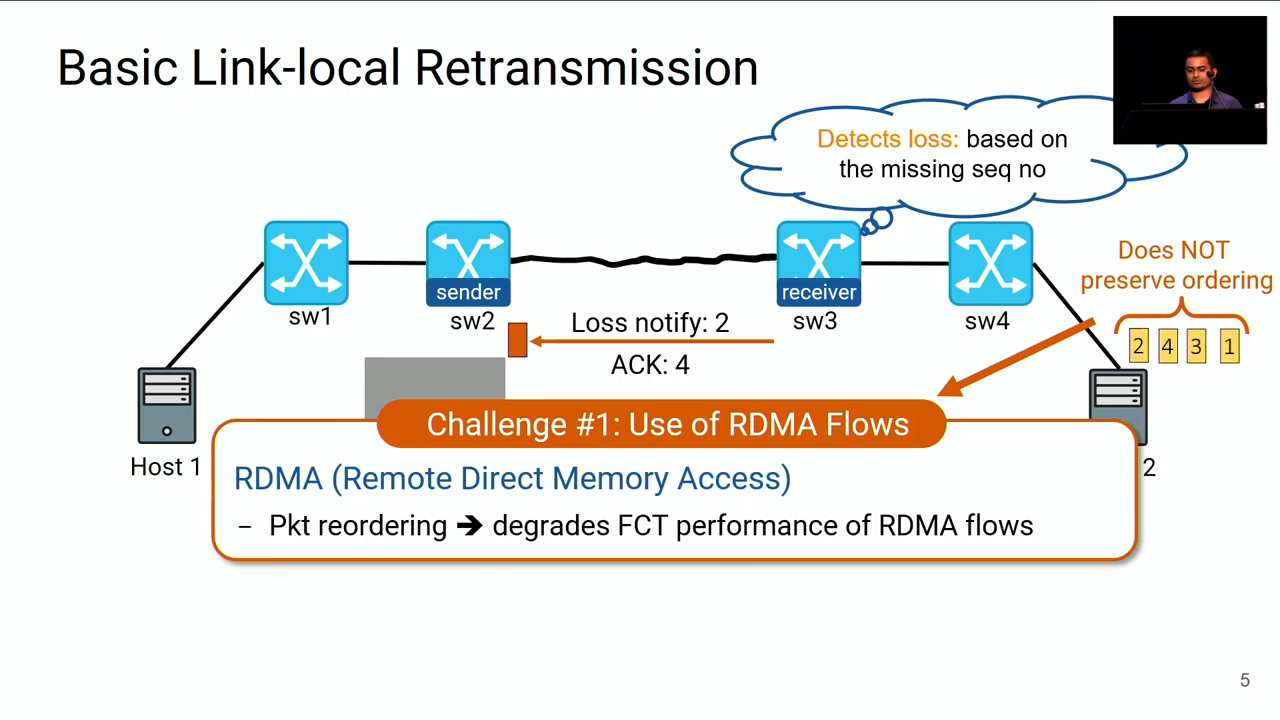 Basic Link-local Retransmission
Detects loss: based on
the missing seq no
Does NOT
preserve ordering
sender
receiver
sw1
sw2
sw3
sw4
Loss notify: 2
ACK: 4
2 4 3 1
Challenge #1: Use of RDMA Flows
Host 1
2
RDMA (Remote Direct Memory Access)
– Pkt reordering ➔ degrades FCT performance of RDMA flows
5